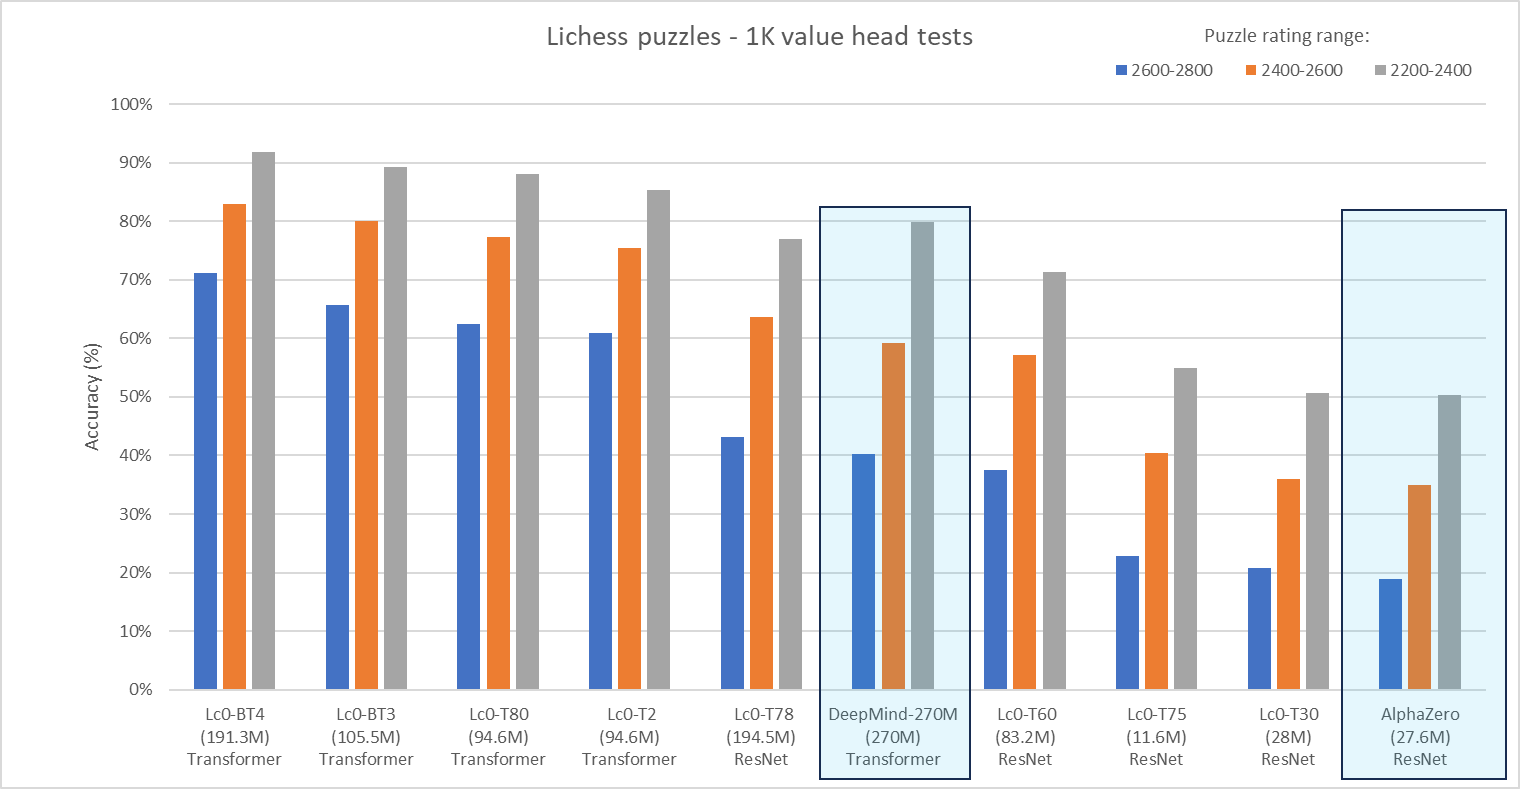 Lichess puzzles - 1K value head tests
Puzzle rating range:
2600-2800 2400-2600 2200-2400
100%
90%
80%
70%
60%
50%
40%
30%
20%
10%
0%
Accuracy (%)
Lc0-BT4 Lc0-BT3 Lc0-T80 Lc0-T2 Lc0-T78 DeepMind-270M Lc0-T60 Lc0-T75 Lc0-T30 AlphaZero
(191.3M) (105.5M) (94.6M) (94.6M) (194.5M) (270M) (83.2M) (11.6M) (28M) (27.6M)
Transformer Transformer Transformer Transformer ResNet Transformer ResNet ResNet ResNet ResNet